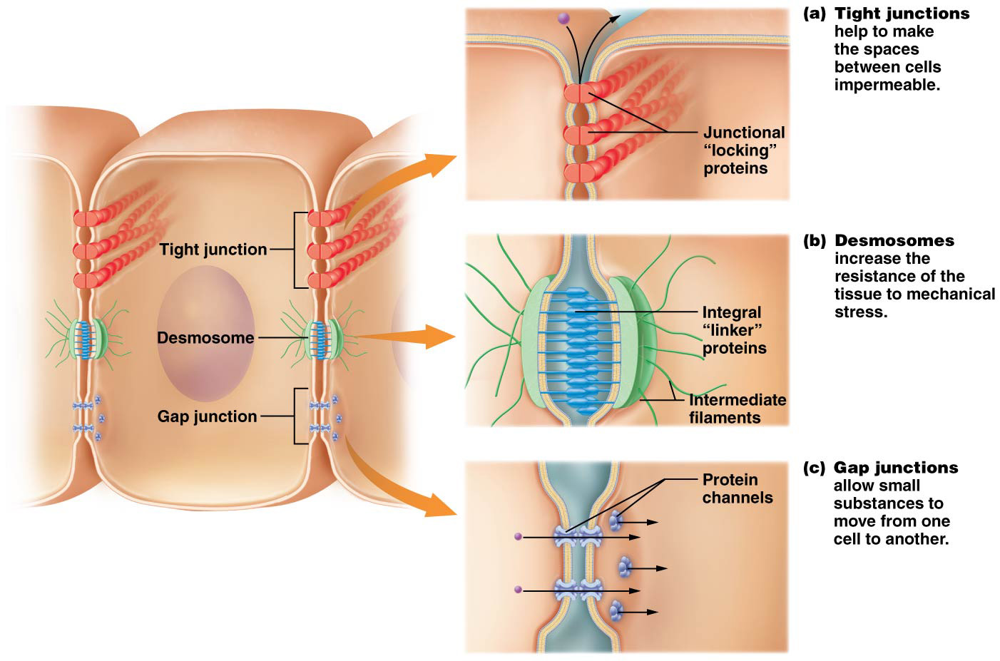 Tight junction
Desmosome
Gap junction
Junctional
“locking”
proteins
(a) Tight junctions
help to make
the spaces
between cells
impermeable.
Integral
“linker”
proteins
Intermediate
filaments
(b) Desmosomes
increase the
resistance of the
tissue to mechanical
stress.
Protein
channels
(c) Gap junctions
allow small
substances to
move from one
cell to another.